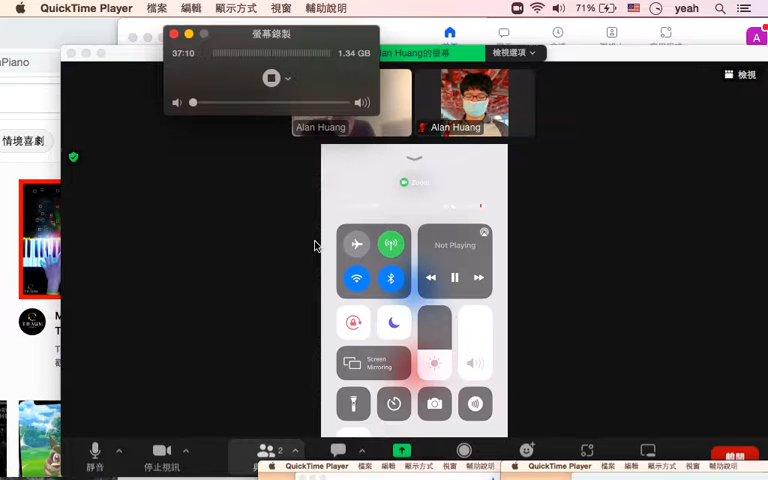 QuickTime Player 檔案 編輯 顯示方式 視窗 輔助說明 71% yeah
螢幕錄製
37:10 1.34 GB
lan Huang的螢幕 檢視選項
nPiano
A
檢視
Alan Huang
Alan Huang
情境喜劇
Zoom
Not Playing
Screen
Mirroring
2
靜音 停止視訊 離開
QuickTime Player 檔案 編輯 顯示方式 視窗 輔助說明
QuickTime Player 檔案 編輯 顯示方式 視窗 輔助說明